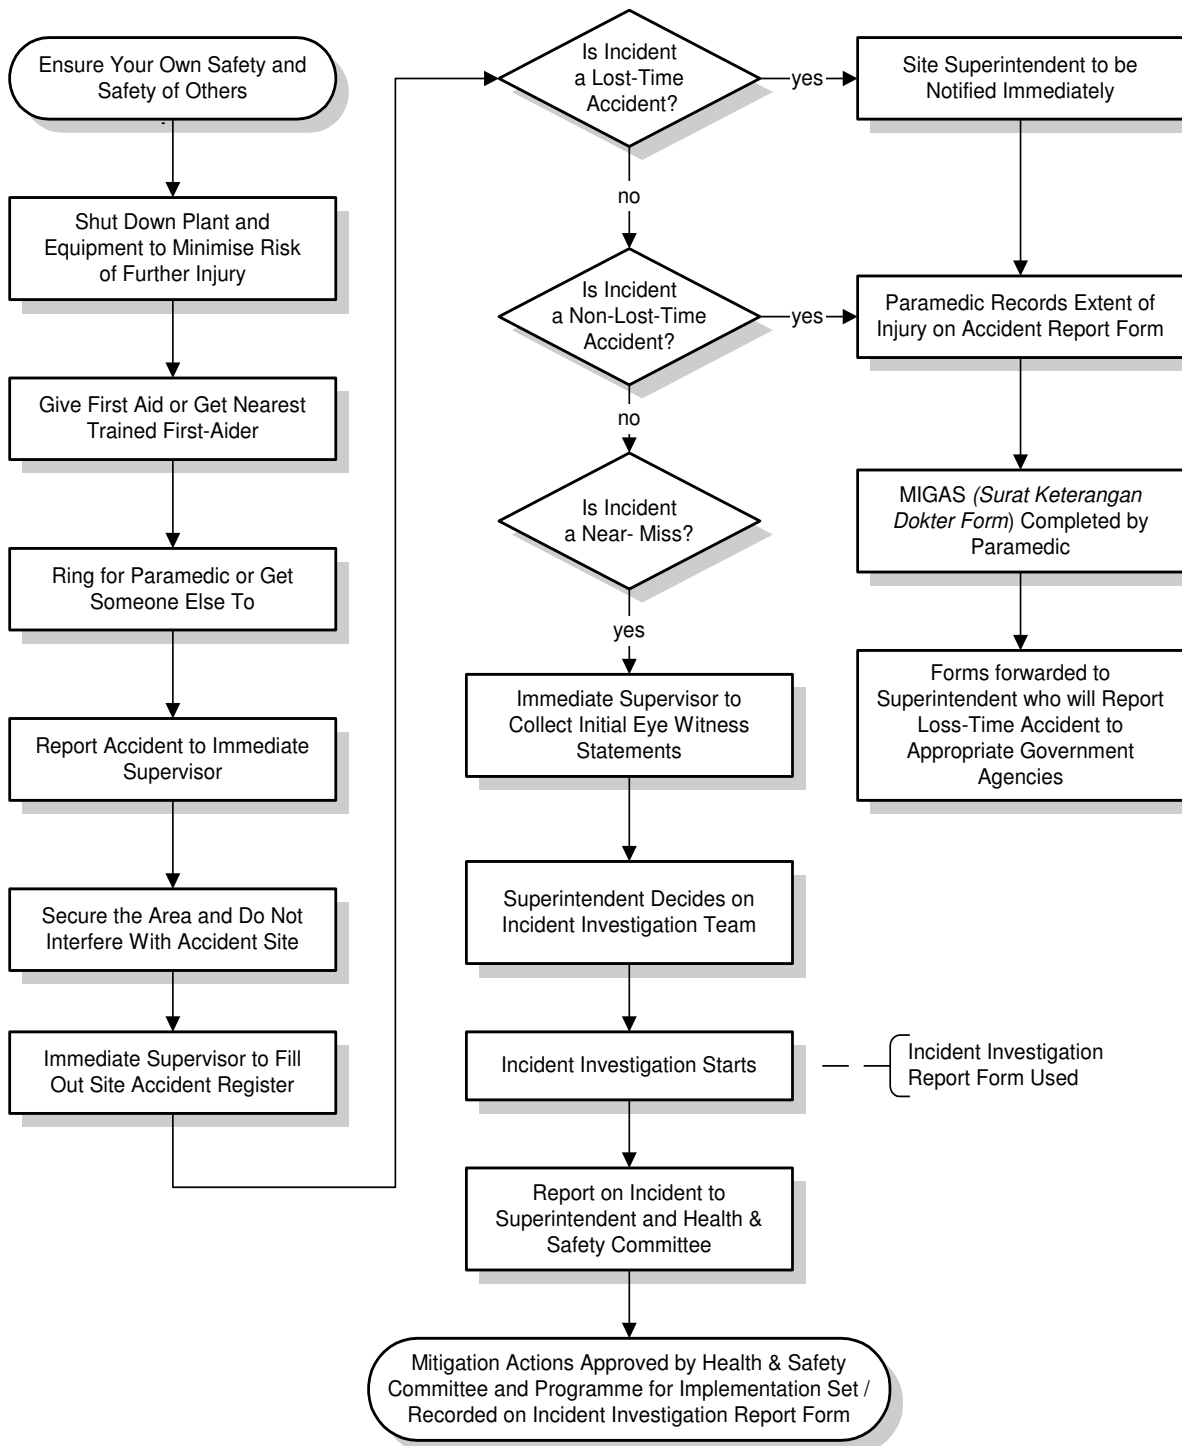 Ensure Your Own Safety and
Safety of Others
Shut Down Plant and
Equipment to Minimise Risk
of Further Injury
Give First Aid or Get Nearest
Trained First-Aider
Ring for Paramedic or Get
Someone Else To
Report Accident to Immediate
Supervisor
Secure the Area and Do Not
Interfere With Accident Site
Immediate Supervisor to Fill
Out Site Accident Register
Is Incident
a Lost-Time
Accident?
yes
Site Superintendent to be
Notified Immediately
no
Is Incident
a Non-Lost-Time
Accident?
yes
Paramedic Records Extent of
Injury on Accident Report Form
no
Is Incident
a Near- Miss?
MIGAS (Surat Keterangan
Dokter Form) Completed by
Paramedic
yes
Forms forwarded to
Superintendent who will Report
Loss-Time Accident to
Appropriate Government
Agencies
Immediate Supervisor to
Collect Initial Eye Witness
Statements
Superintendent Decides on
Incident Investigation Team
Incident Investigation Starts
Incident Investigation
Report Form Used
Report on Incident to
Superintendent and Health &
Safety Committee
Mitigation Actions Approved by Health & Safety
Committee and Programme for Implementation Set /
Recorded on Incident Investigation Report Form